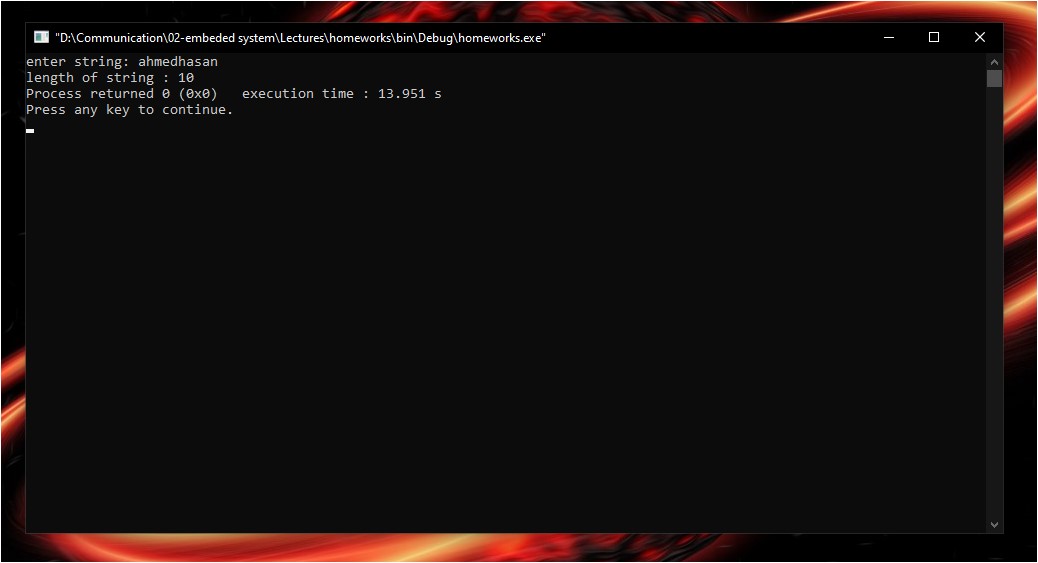 "D:\Communication\02-embeded system\Lectures\homeworks\bin\Debug\homeworks.exe"
enter string: ahmedhasan
length of string : 10
Process returned 0 (0x0)   execution time : 13.951 s
Press any key to continue.